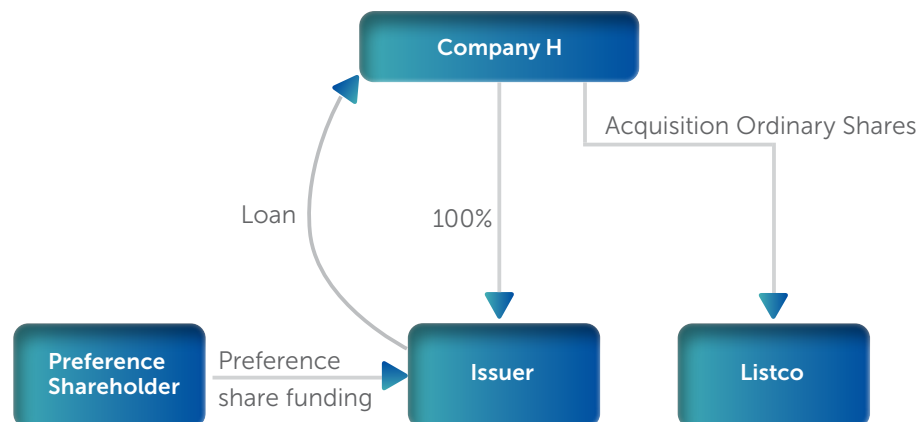 Company H
Acquisition Ordinary Shares
Loan
100%
Preference
Shareholder
Preference
share funding
Issuer
Listco